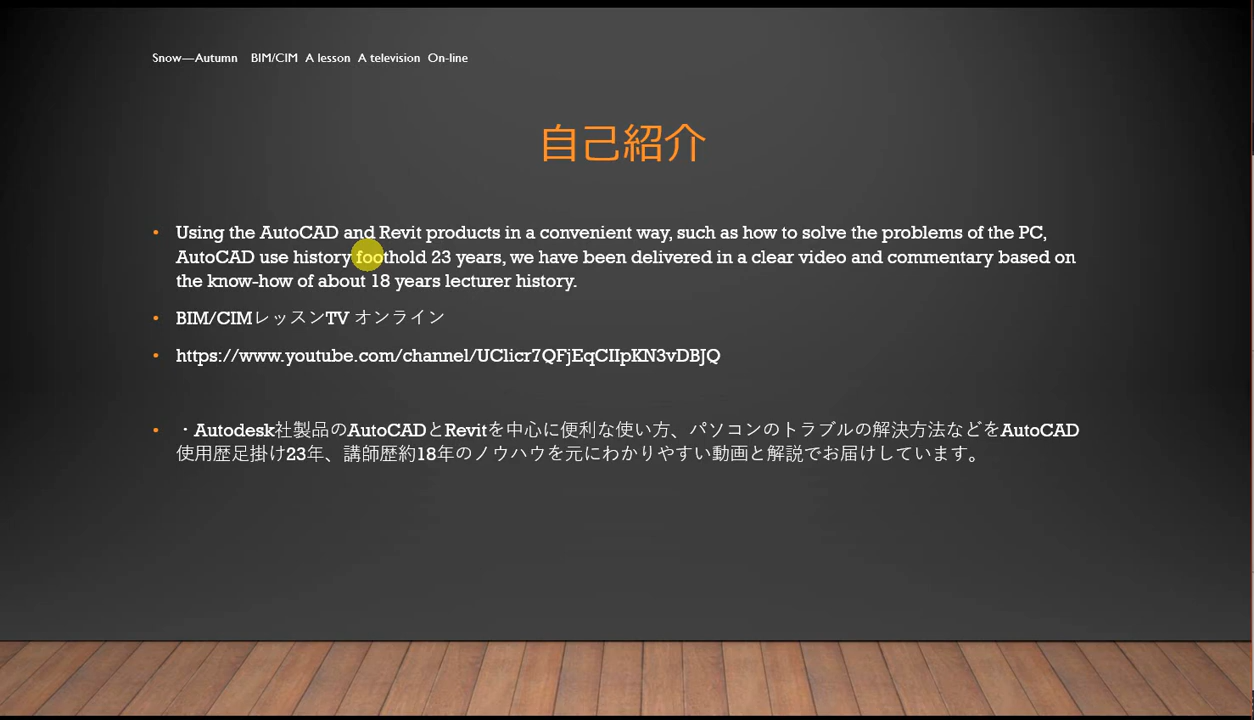 Snow—Autumn BIM/CIM A lesson A television On-line
自己紹介
• Using the AutoCAD and Revit products in a convenient way, such as how to solve the problems of the PC,
AutoCAD use history foothold 23 years, we have been delivered in a clear video and commentary based on
the know-how of about 18 years lecturer history.
• BIM/CIMレッスンTV オンライン
• https://www.youtube.com/channel/UClicr7QFjEqCIIpKN3vDBJQ
• ・Autodesk社製品のAutoCADとRevitを中心に便利な使い方、パソコンのトラブルの解決方法などをAutoCAD
使用歴足掛け23年、講師歴約18年のノウハウを元にわかりやすい動画と解説でお届けしています。